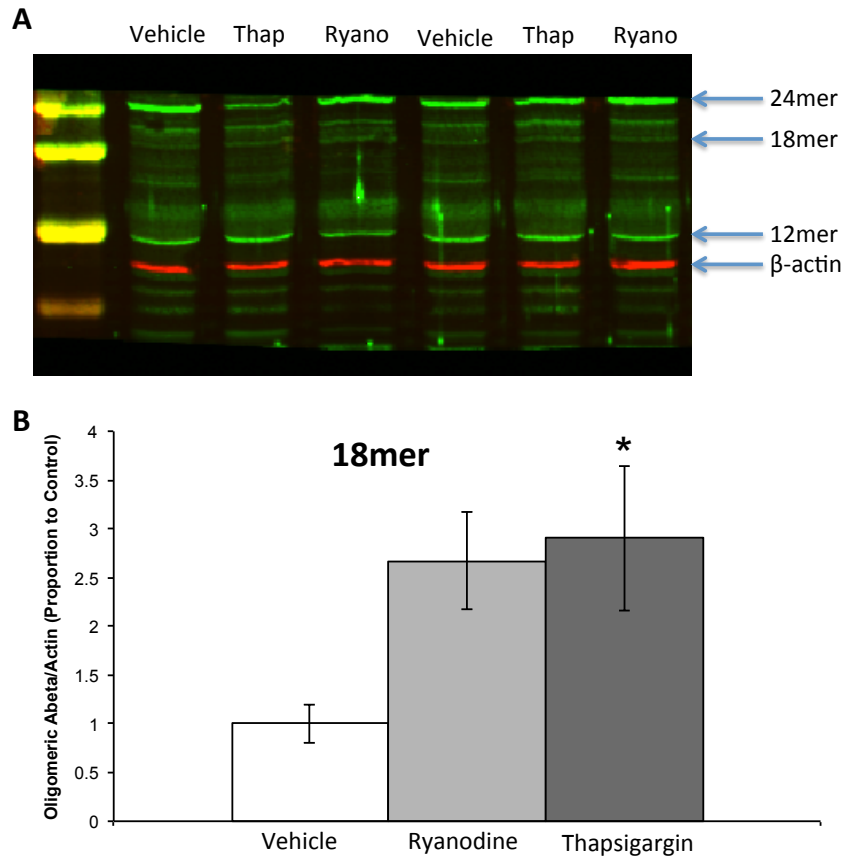 A
Vehicle Thap Ryano Vehicle Thap Ryano
24mer
18mer
12mer
β-actin
B
Oligomeric Abeta/Actin (Proportion to Control)
18mer
*
4
3.5
3
2.5
2
1.5
1
0.5
0
Vehicle Ryanodine Thapsigargin